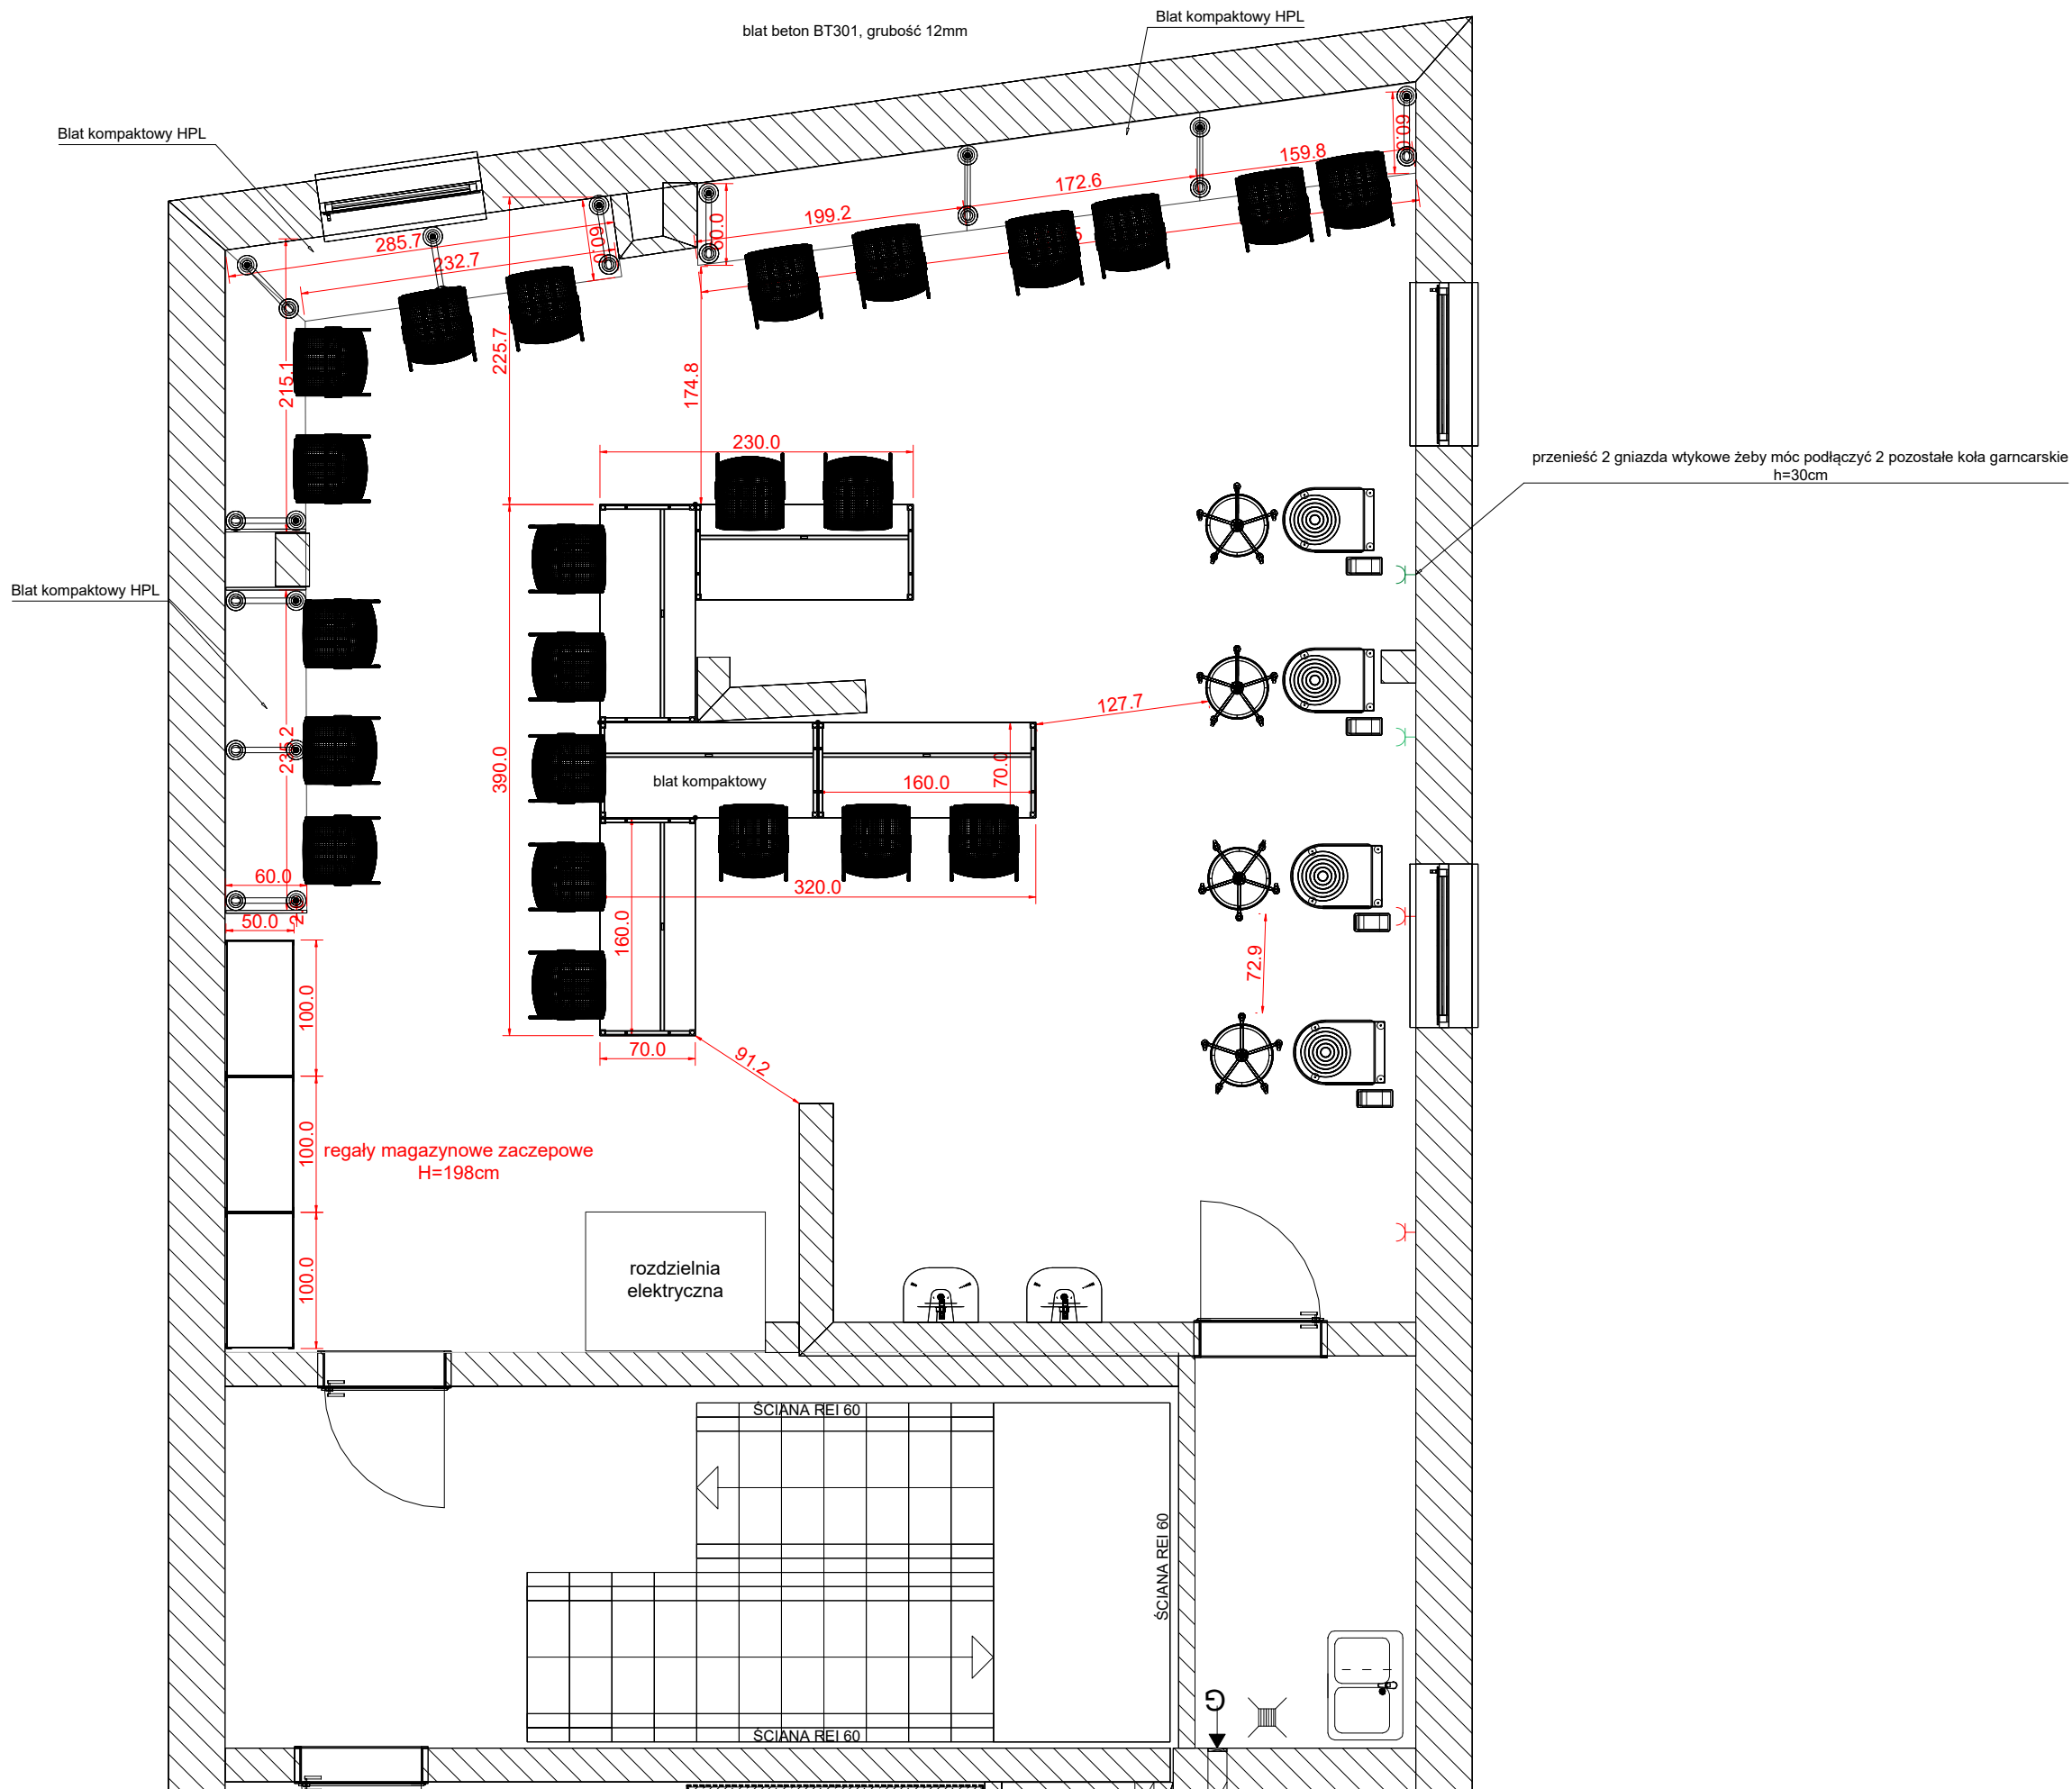 blat beton BT301, grubość 12mm
Blat kompaktowy HPL
Blat kompaktowy HPL
60.0
159.8
172.6
199.2
60.0
60.0
285.7
232.7
225.7
215.1
174.8
230.0
przenieść 2 gniazda wtykowe żeby móc podłączyć 2 pozostałe koła garncarskie
h=30cm
Blat kompaktowy HPL
127.7
235.2
390.0
blat kompaktowy
160.0
70.0
60.0
320.0
50.0
160.0
72.9
100.0
70.0
91.2
100.0
regały magazynowe zaczepowe
H=198cm
100.0
rozdzielnia
elektryczna
ŚCIANA REI 60
ŚCIANA REI 60
G
ŚCIANA REI 60